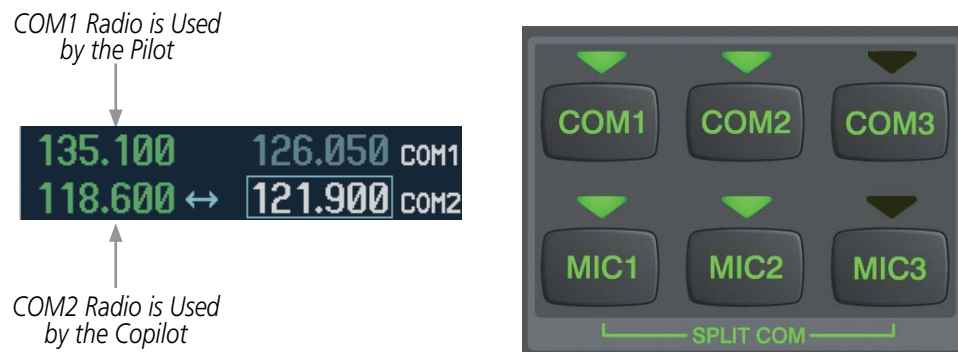 COM1 Radio is Used
by the Pilot
135.100 126.050 COM1
118.600 ↔ 121.900 COM2
COM2 Radio is Used
by the Copilot
COM1 COM2 COM3
MIC1 MIC2 MIC3
SPLIT COM